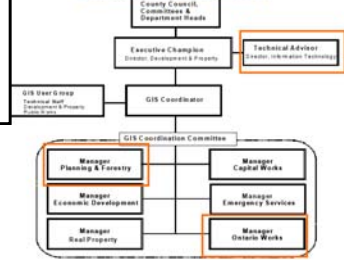 County Council,
Committees &
Department Heads
Executive Champion
Director, Development & Property
Technical Advisor
Director, Information Technology
GIS User Group
Technical Staff
Development & Property
Public Works
GIS Coordinator
GIS Coordination Committee
Manager
Planning & Forestry
Manager
Capital Works
Manager
Economic Development
Manager
Emergency Services
Manager
Real Property
Manager
Ontario Works